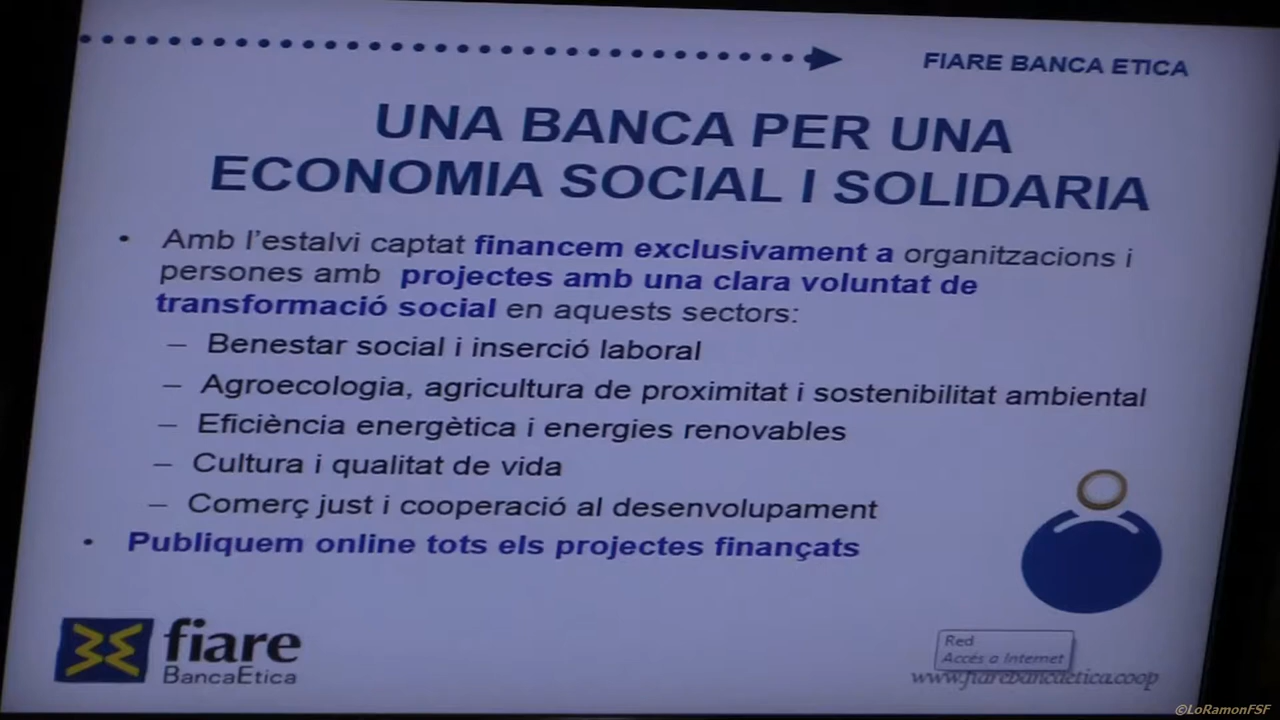 FIARE BANCA ETICA
UNA BANCA PER UNA
ECONOMIA SOCIAL I SOLIDARIA
• Amb l'estalvi captat financem exclusivament a organitzacions i
persones amb projectes amb una clara voluntat de
transformació social en aquests sectors:
– Benestar social i inserció laboral
– Agroecologia, agricultura de proximitat i sostenibilitat ambiental
– Eficiència energètica i energies renovables
– Cultura i qualitat de vida
– Comerç just i cooperació al desenvolupament
• Publiquem online tots els projectes finançats
fiare
BancaEtica
Red
Accés a Internet
www.fiarebancaetica.coop
©LoRamonFSF